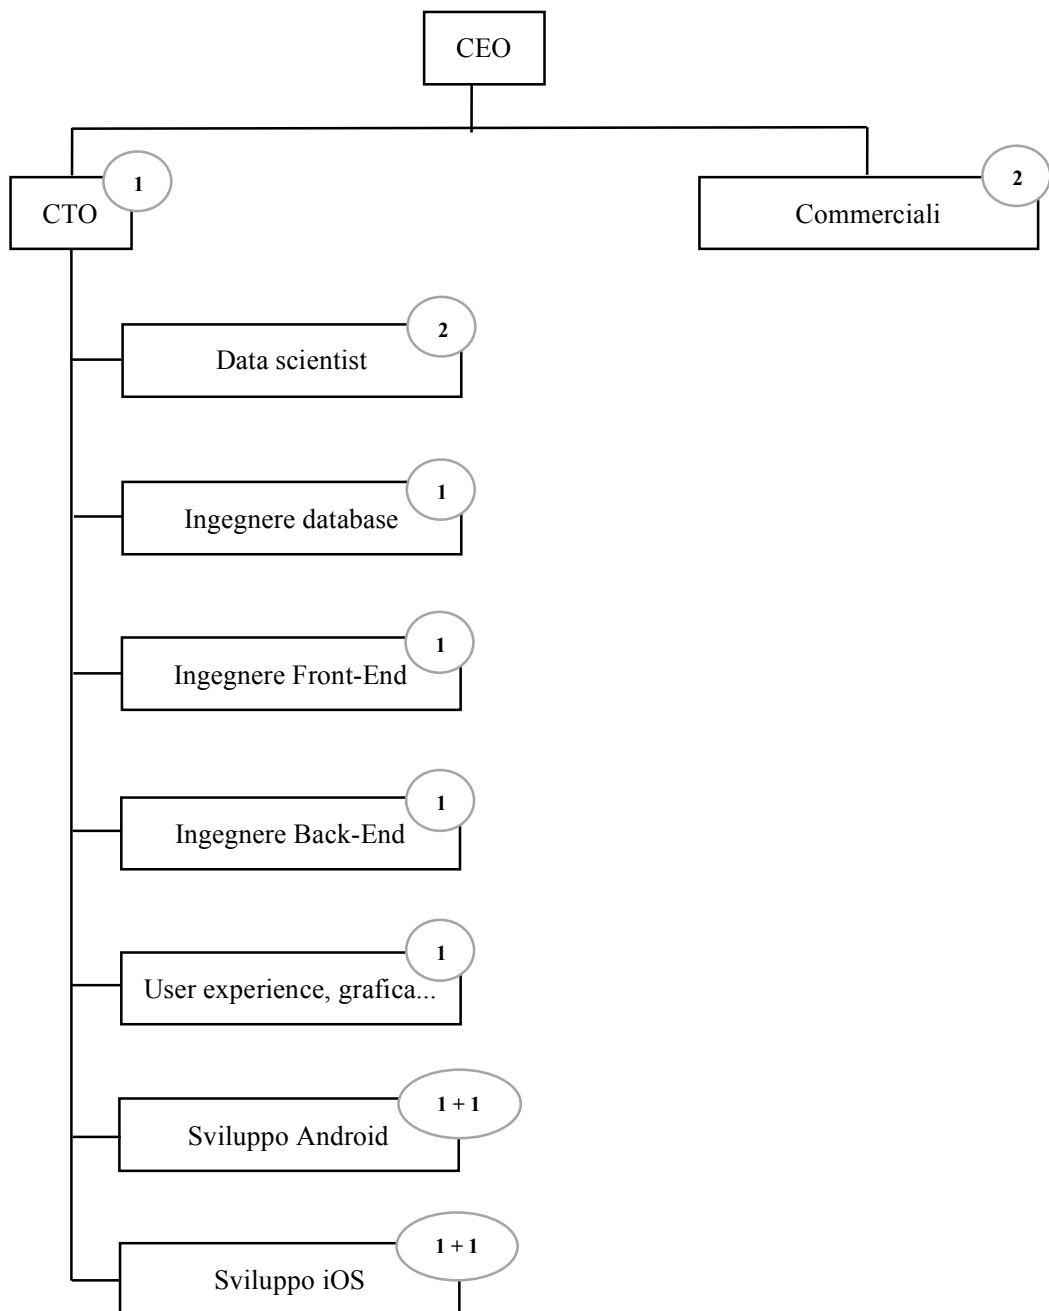 CEO
1
CTO
2
Commerciali
2
Data scientist
1
Ingegnere database
1
Ingegnere Front-End
1
Ingegnere Back-End
1
User experience, grafica...
1 + 1
Sviluppo Android
1 + 1
Sviluppo iOS